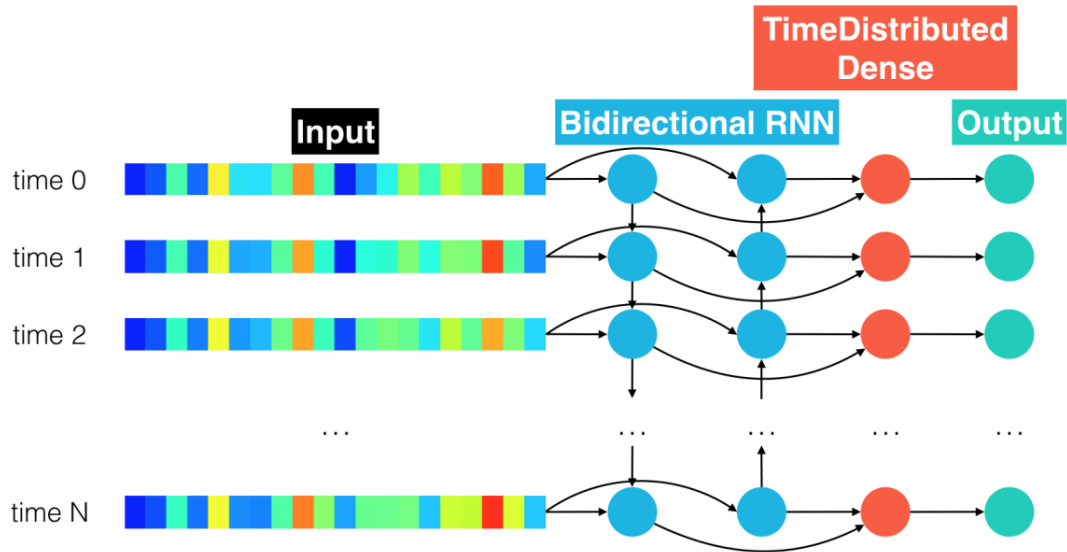 TimeDistributed
Dense
Input
Bidirectional RNN
Output
time 0
time 1
time 2
... ... ... ... ...
time N